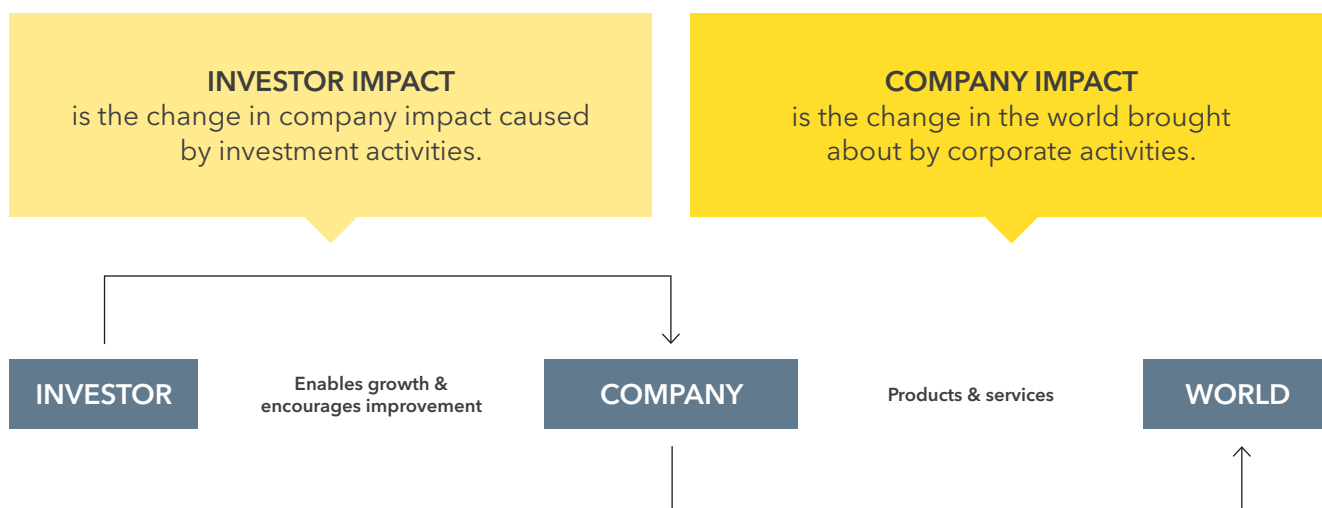 INVESTOR IMPACT
is the change in company impact caused
by investment activities.
COMPANY IMPACT
is the change in the world brought
about by corporate activities.
INVESTOR
Enables growth &
encourages improvement
COMPANY
Products & services
WORLD